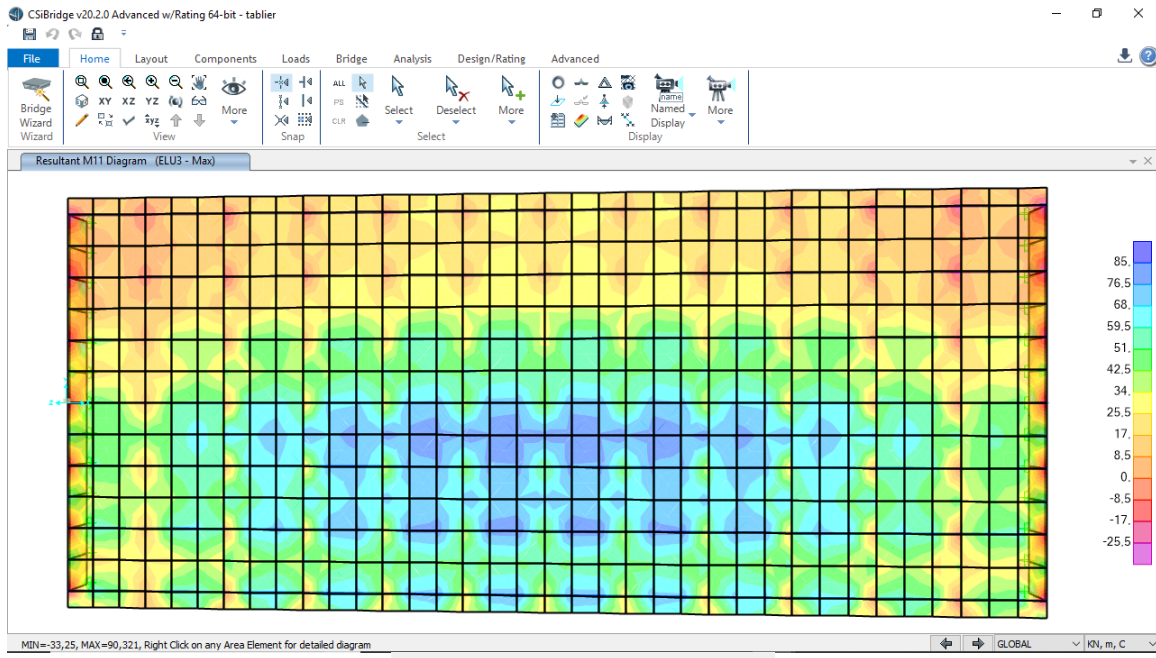 CSiBridge v20.2.0 Advanced w/Rating 64-bit - tablier
File Home Layout Components Loads Bridge Analysis Design/Rating Advanced
Bridge Wizard
XY XZ YZ
xyz
More
ALL
PS
CLR
Select
Deselect
More
name
Named Display
More
Wizard View Snap Select Display
Resultant M11 Diagram (ELU3 - Max)
85,
76,5
68,
59,5
51,
42,5
34,
25,5
17,
8,5
0,
-8,5
-17,
-25,5
MIN=-33,25, MAX=90,321, Right Click on any Area Element for detailed diagram
GLOBAL
KN, m, C